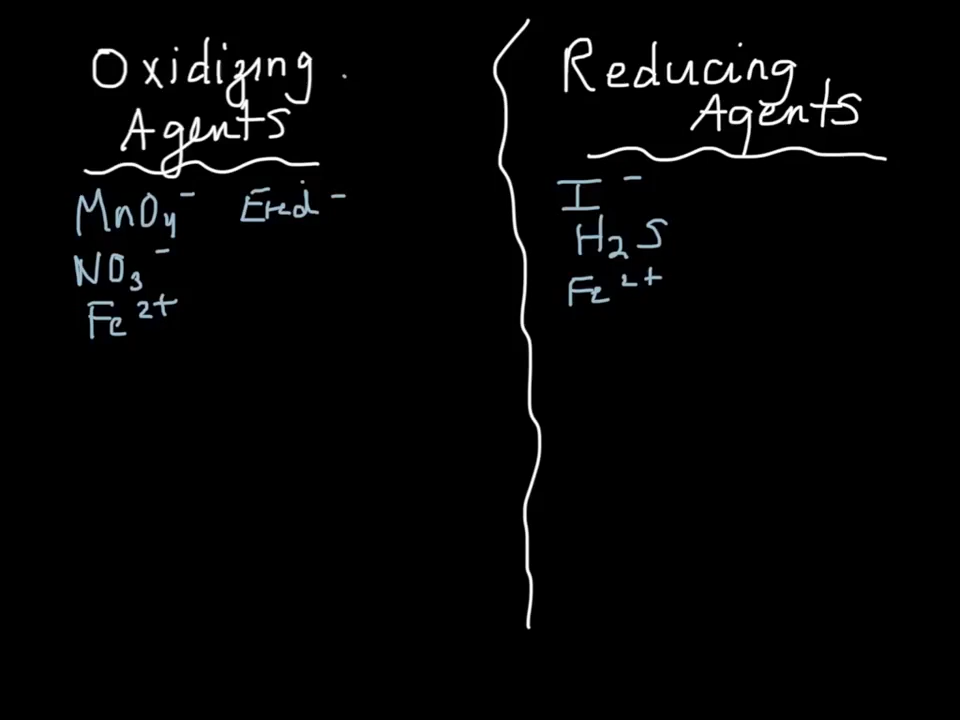 Oxidizing
Agents
MnO₄⁻ Ered -
NO₃⁻
Fe²⁺
Reducing
Agents
I⁻
H₂S
Fe²⁺